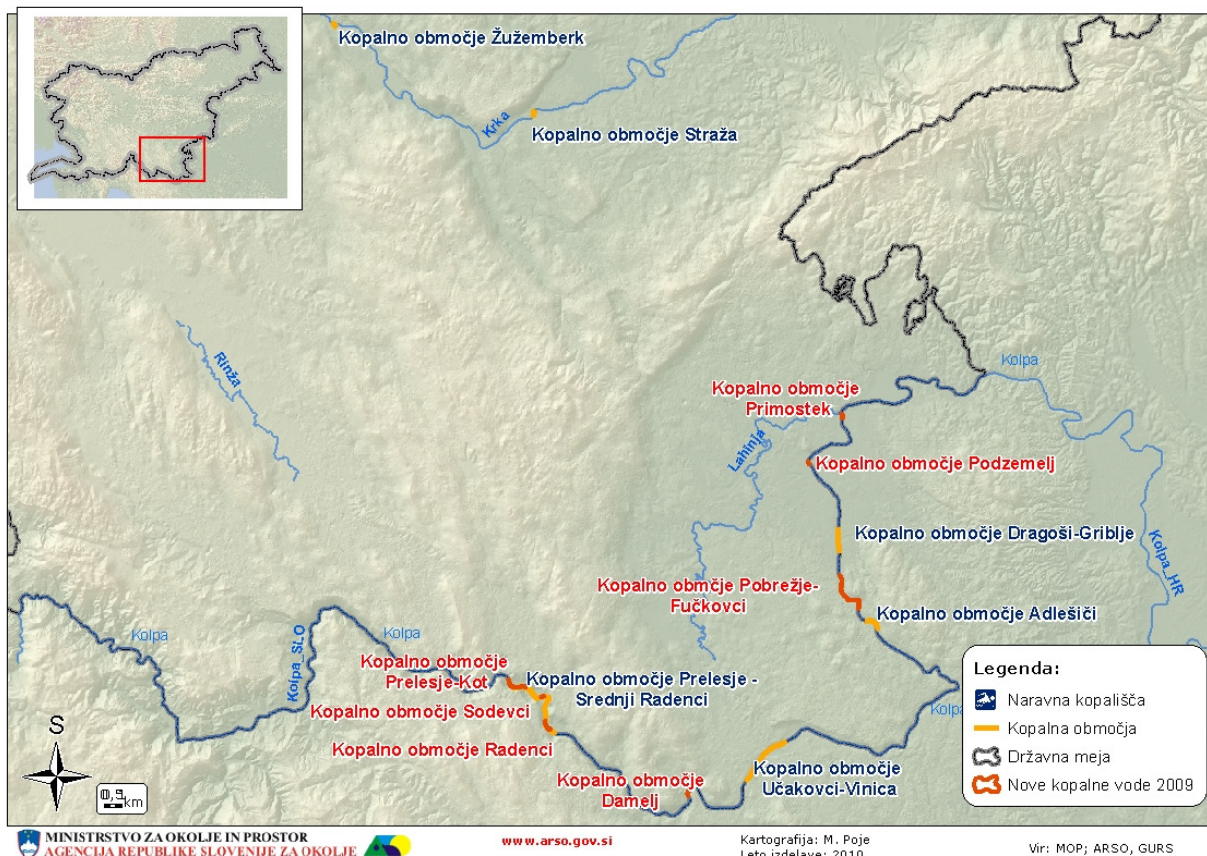 Kopalno območje Žužemberk
Krka
Kopalno območje Straža
Rinža
Kolpa
Kopalno območje
Primostek
Lahinja
Kopalno območje Podzemelj
Kopalno območje Dragoši-Griblje
Kolpa_HR
Kopalno obmčje Pobrežje-
Fučkovci
Kopalno območje Adlešiči
Kolpa
Kolpa_SLO
Kolpa
Kopalno območje
Prelesje-Kot
Kopalno območje Prelesje -
Srednji Radenci
Kopalno območje Sodevci
Kopalno območje Radenci
Kopalno območje
Damelj
Kopalno območje
Učakovci-Vinica
Kolpa
Legenda:
Naravna kopališča
Kopalna območja
Državna meja
Nove kopalne vode 2009
S
km
MINISTRSTVO ZA OKOLJE IN PROSTOR
AGENCIJA REPUBLIKE SLOVENIJE ZA OKOLJE
www.arso.gov.si
Kartografija: M. Poje
Leto izdelave: 2010
Vir: MOP; ARSO, GURS